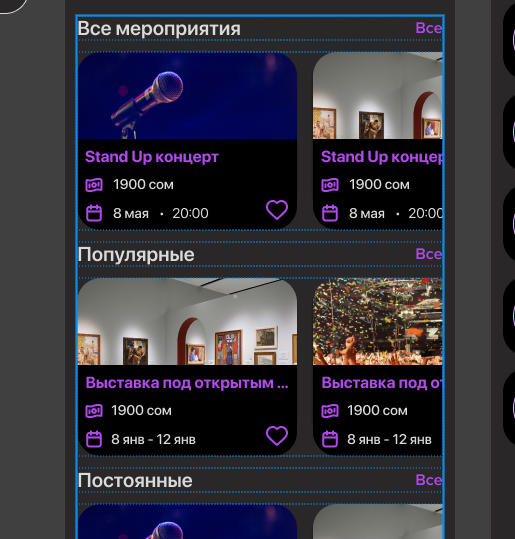 Все мероприятия Все
Stand Up концерт Stand Up концер
1900 сом 1900 сом
8 мая • 20:00 8 мая • 20:00
Популярные Все
Выставка под открытым ... Выставка под от
1900 сом 1900 сом
8 янв - 12 янв 8 янв - 12 янв
Постоянные Все